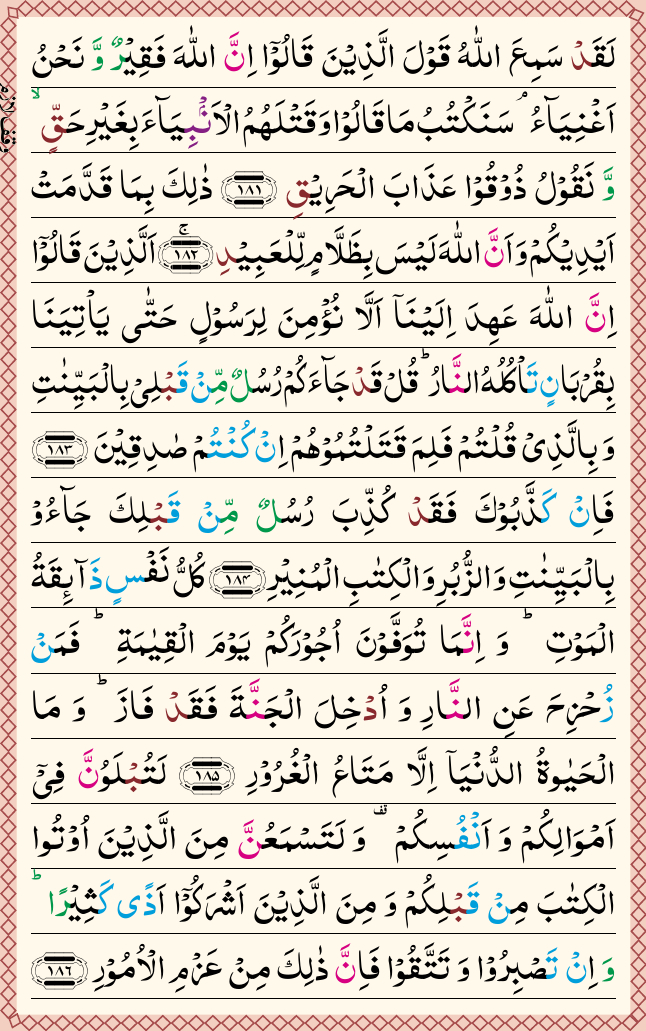 لَقَدْ سَمِعَ اللّٰهُ قَوْلَ الَّذِيْنَ قَالُوْۤا اِنَّ اللّٰهَ فَقِيْرٌ وَّ نَحْنُ
اَغْنِيَآءُ ۘ سَنَكْتُبُ مَا قَالُوْا وَقَتْلَهُمُ الْاَنْۢبِيَآءَ بِغَيْرِ حَقٍّ ۙ
وَّ نَقُوْلُ ذُوْقُوْا عَذَابَ الْحَرِيْقِ ﴿۱۸۱﴾ ذٰلِكَ بِمَا قَدَّمَتْ
اَيْدِيْكُمْ وَاَنَّ اللّٰهَ لَيْسَ بِظَلَّامٍ لِّلْعَبِيْدِ ۚ ﴿۱۸۲﴾ اَلَّذِيْنَ قَالُوْۤا
اِنَّ اللّٰهَ عَهِدَ اِلَيْنَاۤ اَلَّا نُؤْمِنَ لِرَسُوْلٍ حَتّٰى يَاْتِيَنَا
بِقُرْبَانٍ تَاْكُلُهُ النَّارُ ؕ قُلْ قَدْ جَآءَكُمْ رُسُلٌ مِّنْ قَبْلِىْ بِالْبَيِّنٰتِ
وَ بِالَّذِىْ قُلْتُمْ فَلِمَ قَتَلْتُمُوْهُمْ اِنْ كُنْتُمْ صٰدِقِيْنَ ﴿۱۸۳﴾
فَاِنْ كَذَّبُوْكَ فَقَدْ كُذِّبَ رُسُلٌ مِّنْ قَبْلِكَ جَآءُوْ
بِالْبَيِّنٰتِ وَالزُّبُرِ وَالْكِتٰبِ الْمُنِيْرِ ﴿۱۸۴﴾ كُلُّ نَفْسٍ ذَآئِقَةُ
الْمَوْتِ ؕ وَ اِنَّمَا تُوَفَّوْنَ اُجُوْرَكُمْ يَوْمَ الْقِيٰمَةِ ؕ فَمَنْ
زُحْزِحَ عَنِ النَّارِ وَ اُدْخِلَ الْجَنَّةَ فَقَدْ فَازَ ؕ وَ مَا
الْحَيٰوةُ الدُّنْيَاۤ اِلَّا مَتَاعُ الْغُرُوْرِ ﴿۱۸۵﴾ لَتُبْلَوُنَّ فِىْۤ
اَمْوَالِكُمْ وَ اَنْفُسِكُمْ ۟ وَ لَتَسْمَعُنَّ مِنَ الَّذِيْنَ اُوْتُوا
الْكِتٰبَ مِنْ قَبْلِكُمْ وَ مِنَ الَّذِيْنَ اَشْرَكُوْۤا اَذًى كَثِيْرًا ؕ
وَ اِنْ تَصْبِرُوْا وَ تَتَّقُوْا فَاِنَّ ذٰلِكَ مِنْ عَزْمِ الْاُمُوْرِ ﴿۱۸۶﴾